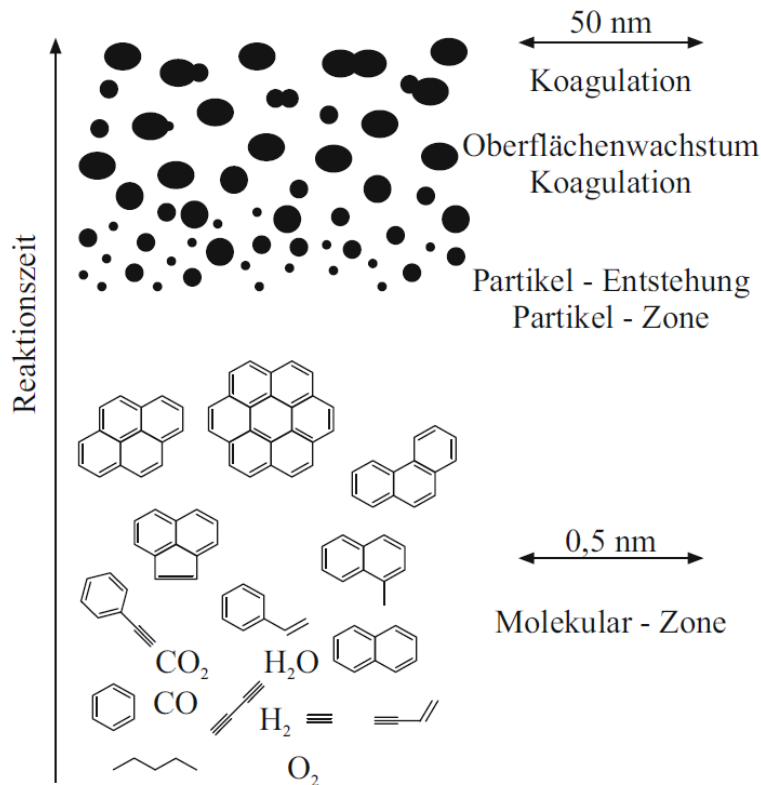 50 nm
Koagulation
Oberflächenwachstum
Koagulation
Partikel - Entstehung
Partikel - Zone
Reaktionszeit
0,5 nm
Molekular - Zone
CO₂ H₂O
CO H₂
O₂